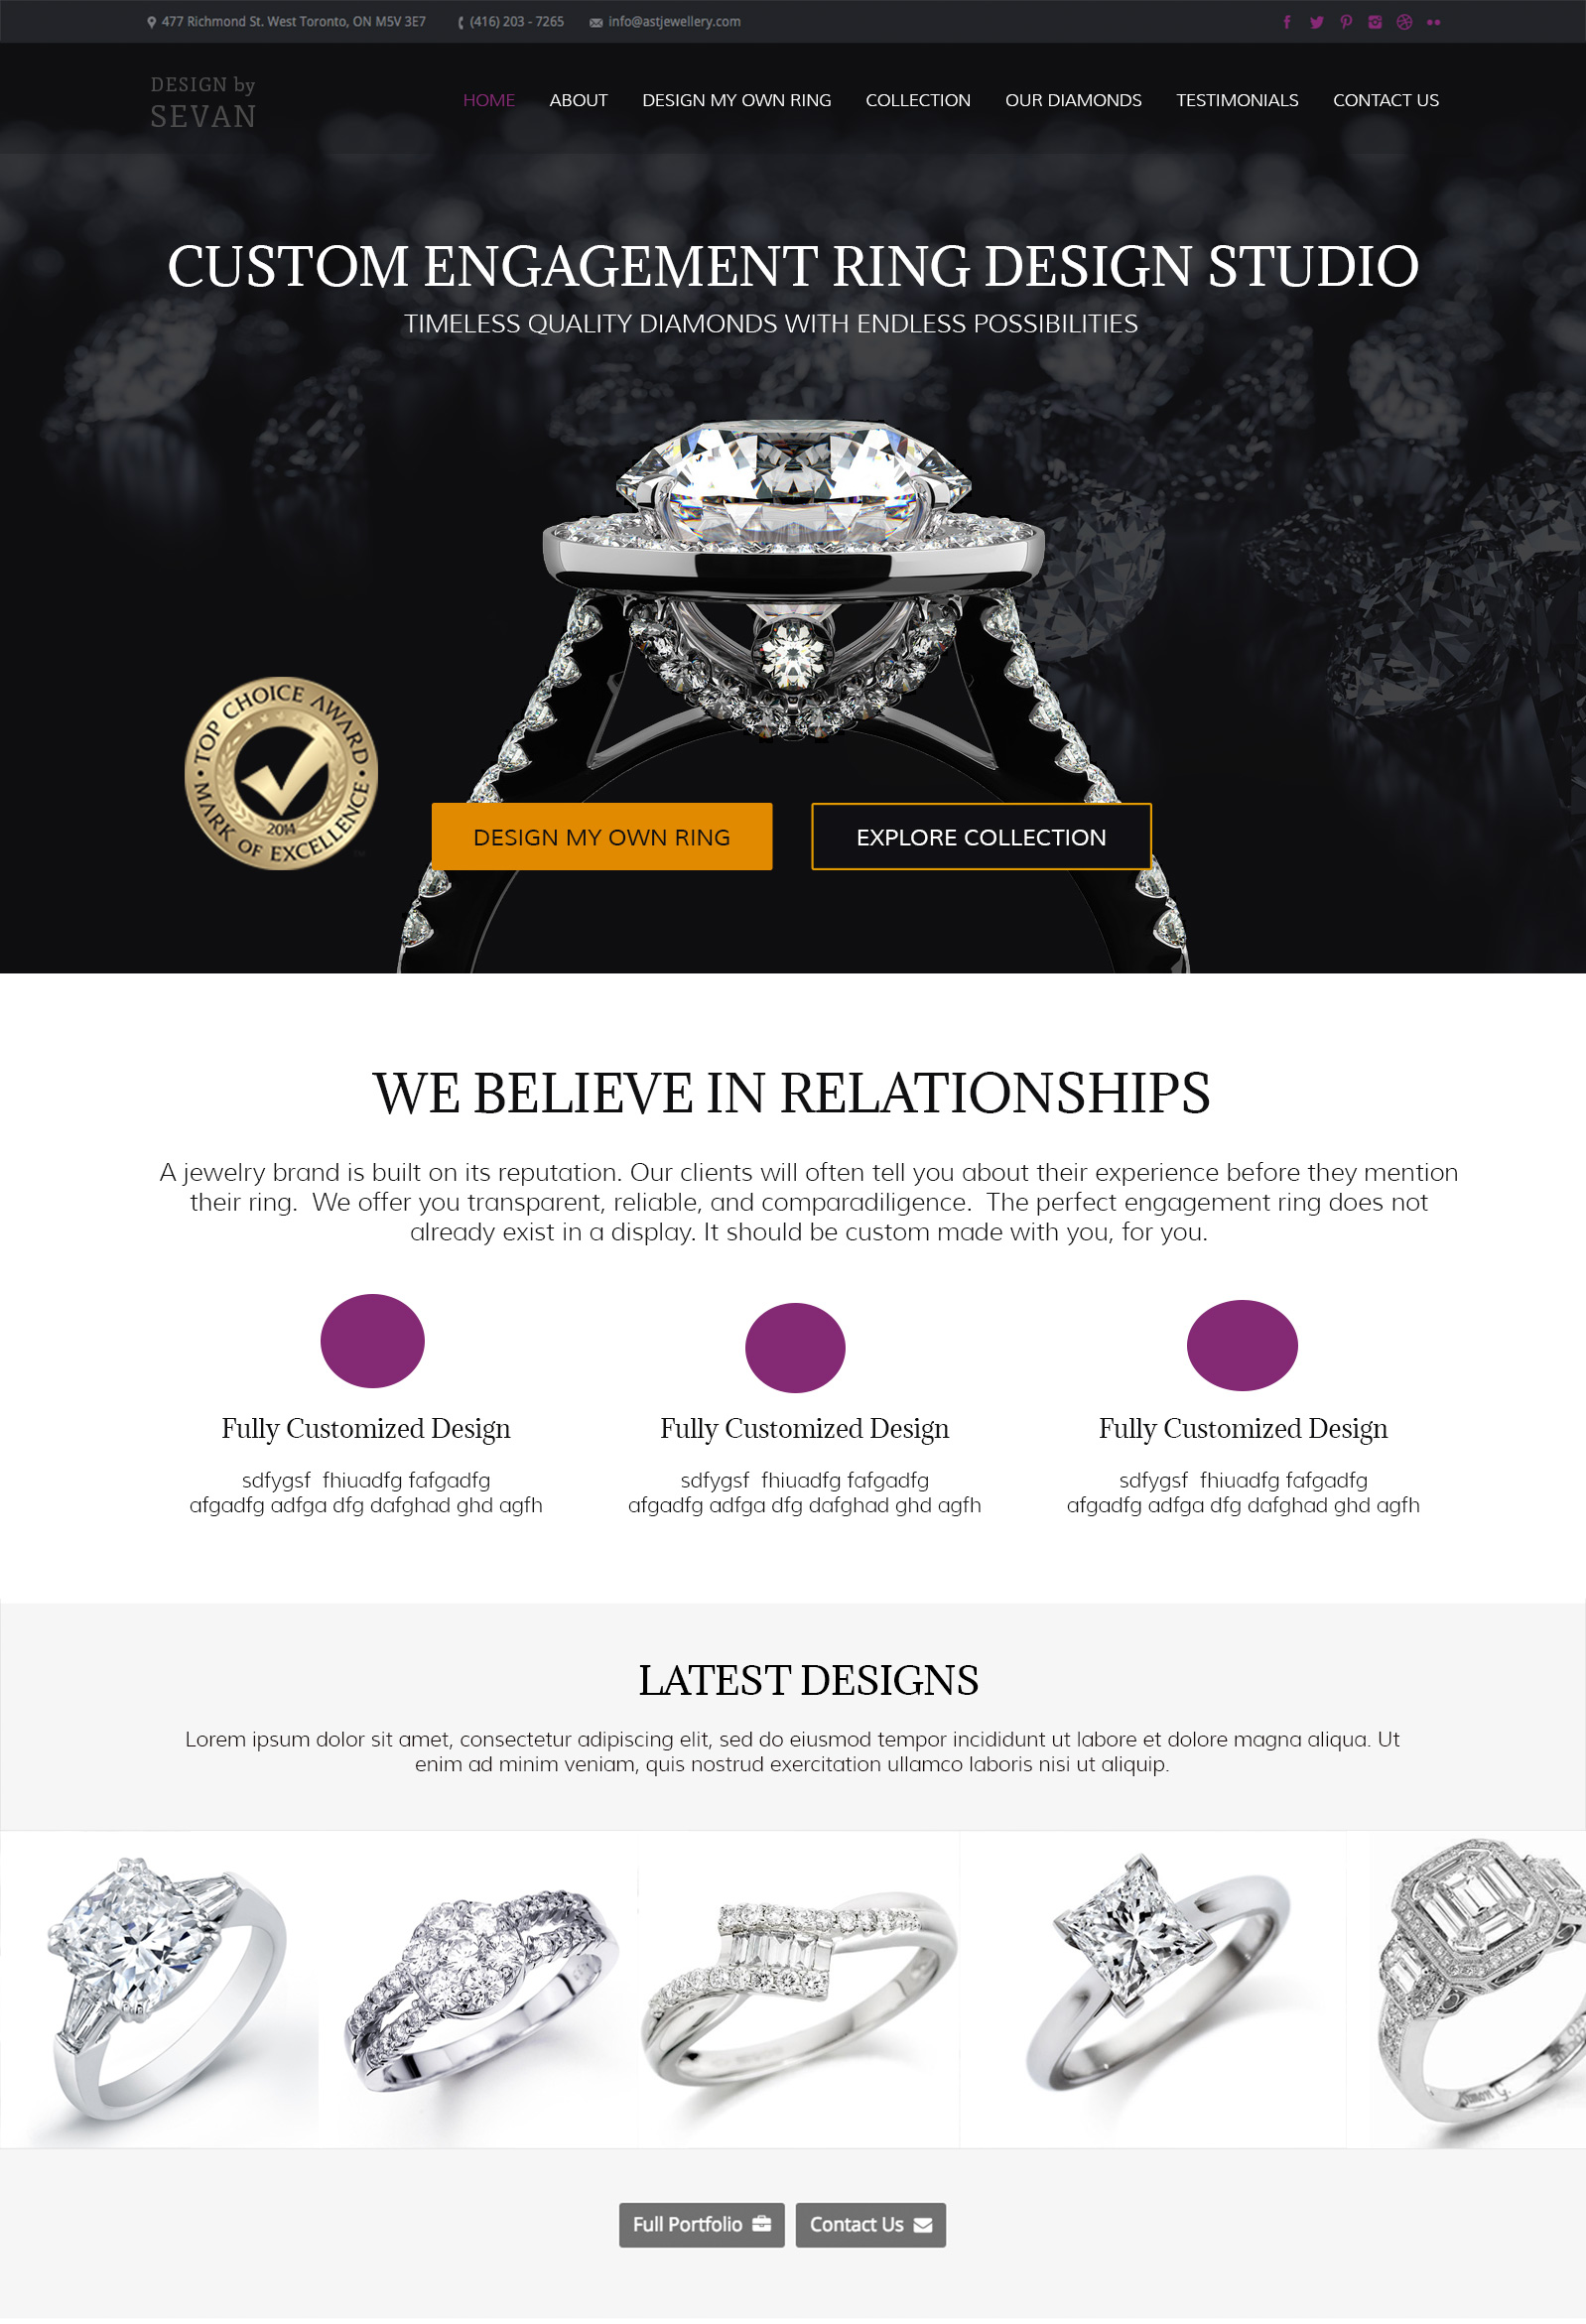 477 Richmond St. West Toronto, ON M5V 3E7 (416) 203 - 7265 info@astjewellery.com
DESIGN by
SEVAN
HOME ABOUT DESIGN MY OWN RING COLLECTION OUR DIAMONDS TESTIMONIALS CONTACT US
CUSTOM ENGAGEMENT RING DESIGN STUDIO
TIMELESS QUALITY DIAMONDS WITH ENDLESS POSSIBILITIES
TOP CHOICE AWARD
2014
MARK OF EXCELLENCE
DESIGN MY OWN RING
EXPLORE COLLECTION
WE BELIEVE IN RELATIONSHIPS
A jewelry brand is built on its reputation. Our clients will often tell you about their experience before they mention
their ring. We offer you transparent, reliable, and comparadiligence. The perfect engagement ring does not
already exist in a display. It should be custom made with you, for you.
Fully Customized Design
sdfygsf fhiuadfg fafgadfg
afgadfg adfga dfg dafghad ghd agfh
Fully Customized Design
sdfygsf fhiuadfg fafgadfg
afgadfg adfga dfg dafghad ghd agfh
Fully Customized Design
sdfygsf fhiuadfg fafgadfg
afgadfg adfga dfg dafghad ghd agfh
LATEST DESIGNS
Lorem ipsum dolor sit amet, consectetur adipiscing elit, sed do eiusmod tempor incididunt ut labore et dolore magna aliqua. Ut
enim ad minim veniam, quis nostrud exercitation ullamco laboris nisi ut aliquip.
Simon G.
Full Portfolio
Contact Us